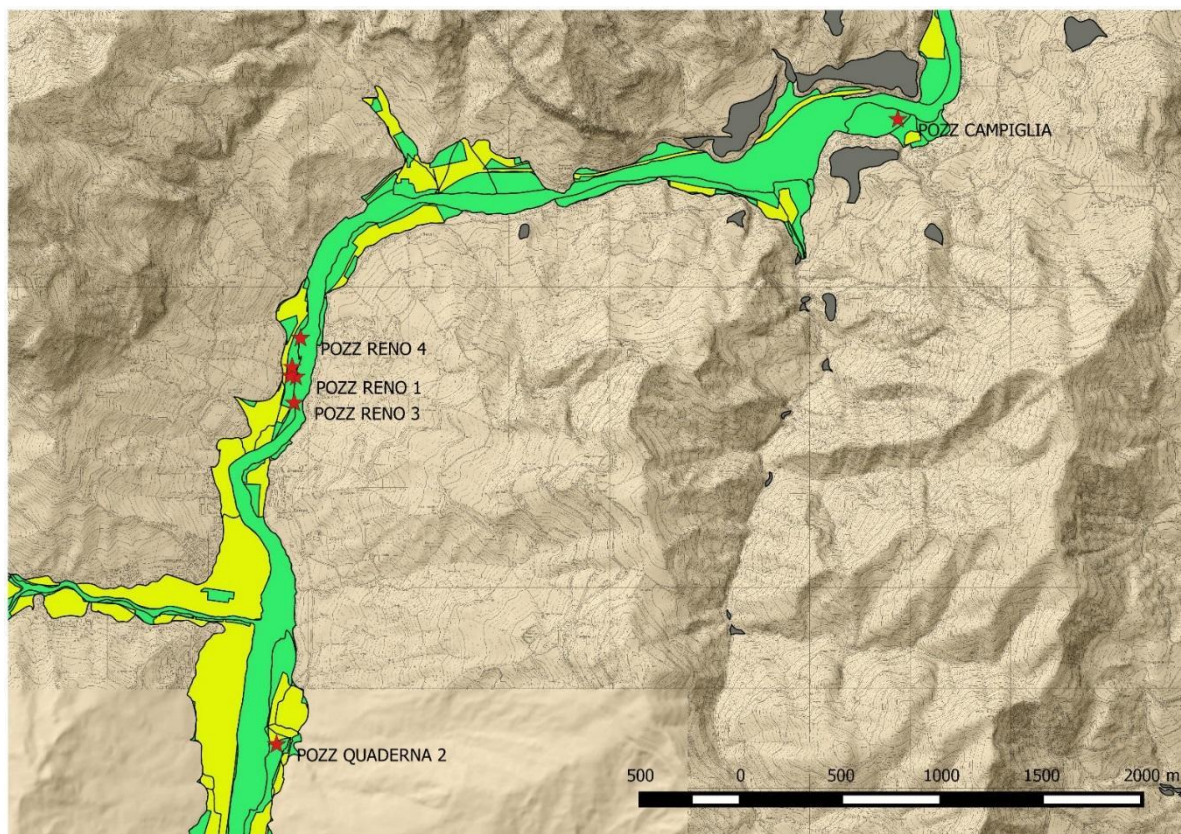 POZZ CAMPIGLIA
POZZ RENO 4
POZZ RENO 1
POZZ RENO 3
POZZ QUADERNA 2
500 0 500 1000 1500 2000 m